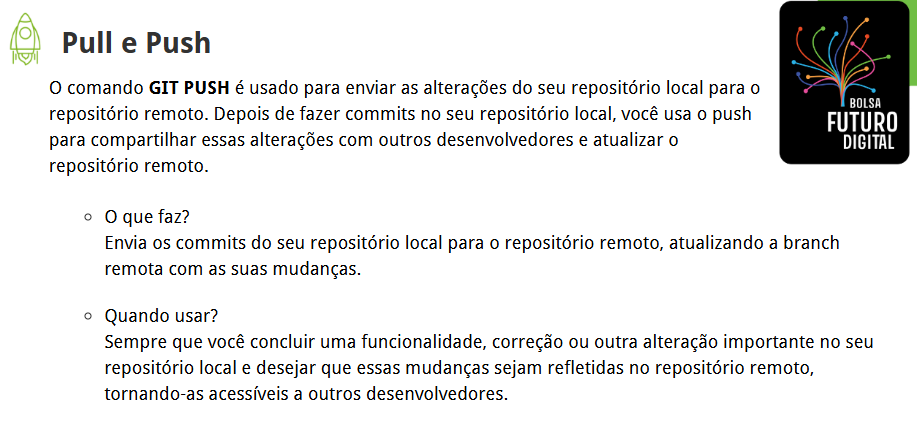 Pull e Push
BOLSA
FUTURO
DIGITAL
O comando GIT PUSH é usado para enviar as alterações do seu repositório local para o
repositório remoto. Depois de fazer commits no seu repositório local, você usa o push
para compartilhar essas alterações com outros desenvolvedores e atualizar o
repositório remoto.
O que faz?
Envia os commits do seu repositório local para o repositório remoto, atualizando a branch
remota com as suas mudanças.
Quando usar?
Sempre que você concluir uma funcionalidade, correção ou outra alteração importante no seu
repositório local e desejar que essas mudanças sejam refletidas no repositório remoto,
tornando-as acessíveis a outros desenvolvedores.